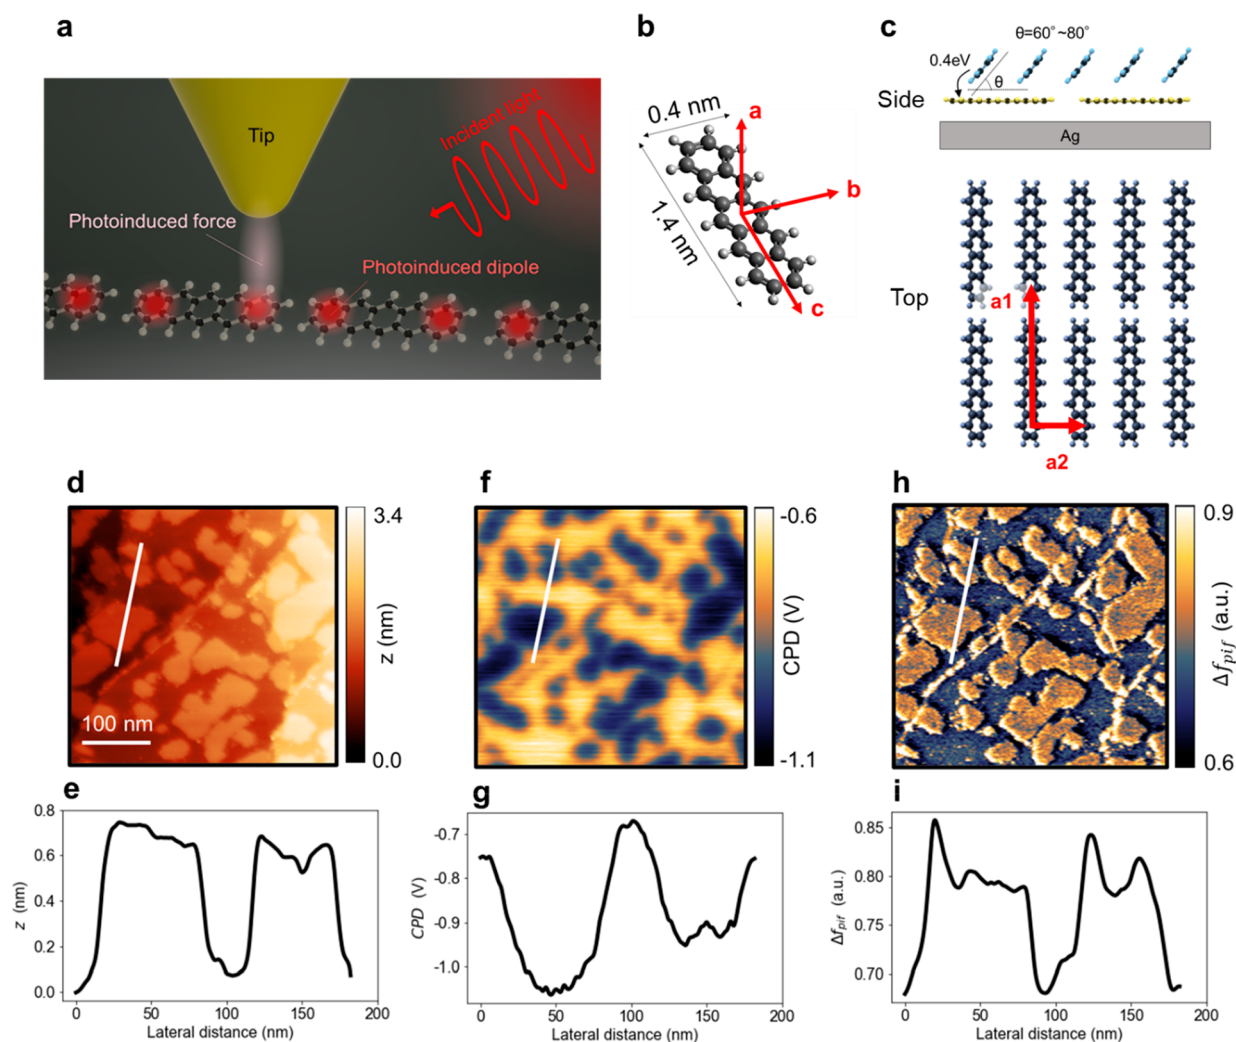 a
Tip
Incident light
Photoinduced force
Photoinduced dipole
b
0.4 nm
1.4 nm
a
b
c
c
θ=60˚~80˚
0.4eV
θ
Side
Ag
Top
a1
a2
d
3.4
z (nm)
0.0
100 nm
f
-0.6
CPD (V)
-1.1
h
0.9
Δf_pif (a.u.)
0.6
e
0.8
0.6
0.4
0.2
0.0
z (nm)
0
50
100
150
200
Lateral distance (nm)
g
-0.7
-0.8
-0.9
-1.0
CPD (V)
0
50
100
150
200
Lateral distance (nm)
i
0.85
0.80
0.75
0.70
Δf_pif (a.u.)
0
50
100
150
200
Lateral distance (nm)